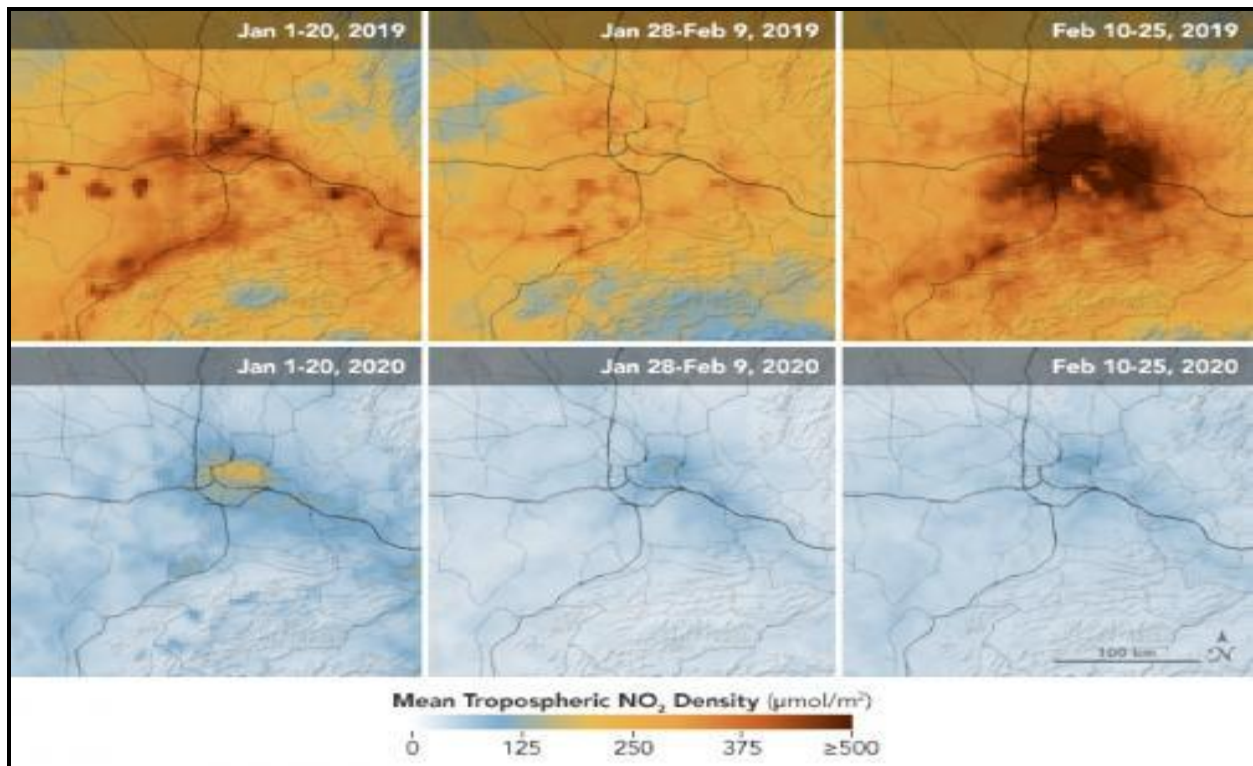 Jan 1-20, 2019
Jan 28-Feb 9, 2019
Feb 10-25, 2019
Jan 1-20, 2020
Jan 28-Feb 9, 2020
Feb 10-25, 2020
100 km
N
Mean Tropospheric NO₂ Density (μmol/m²)
0 125 250 375 ≥500